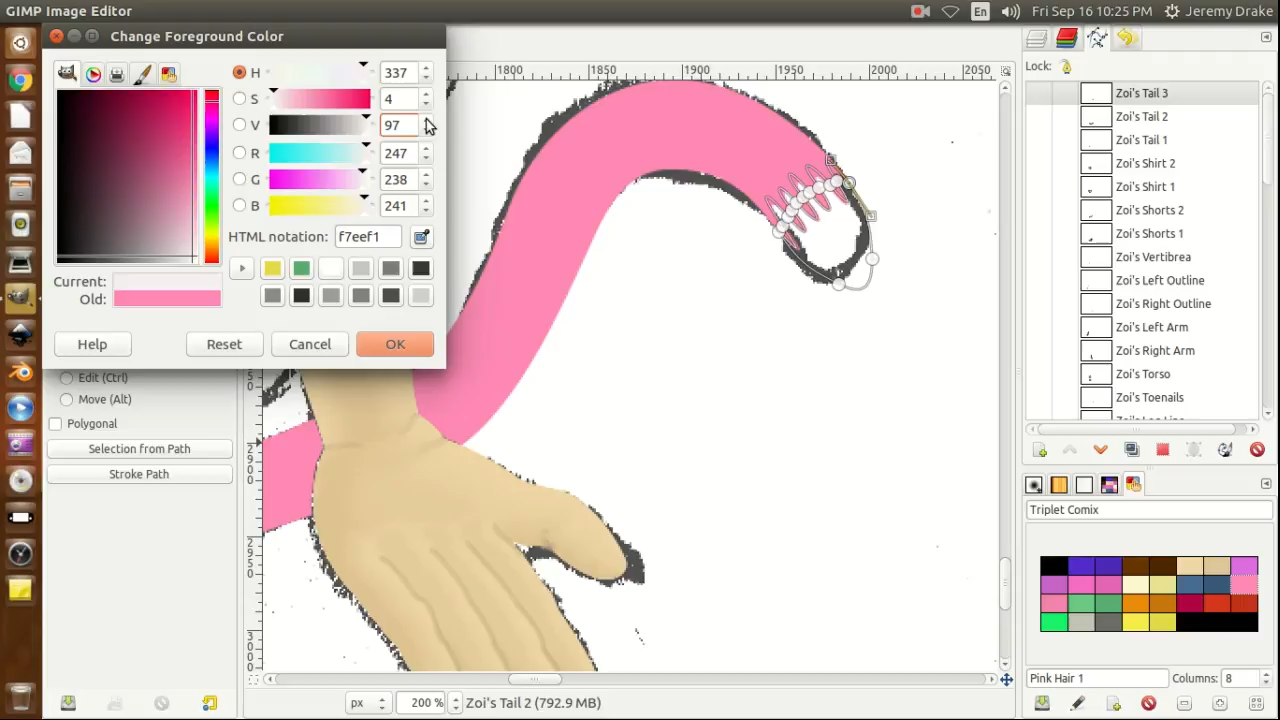 GIMP Image Editor
En
Fri Sep 16 10:25 PM
Jeremy Drake
Change Foreground Color
H 337
S 4
V 97
R 247
G 238
B 241
HTML notation: f7eef1
Current:
Old:
Help
Reset
Cancel
OK
Edit (Ctrl)
Move (Alt)
Polygonal
Selection from Path
Stroke Path
1800
1850
1900
1950
2000
2050
px
200 %
Zoi's Tail 2 (792.9 MB)
Lock:
Zoi's Tail 3
Zoi's Tail 2
Zoi's Tail 1
Zoi's Shirt 2
Zoi's Shirt 1
Zoi's Shorts 2
Zoi's Shorts 1
Zoi's Vertibrea
Zoi's Left Outline
Zoi's Right Outline
Zoi's Left Arm
Zoi's Right Arm
Zoi's Torso
Zoi's Toenails
Triplet Comix
Pink Hair 1
Columns: 8